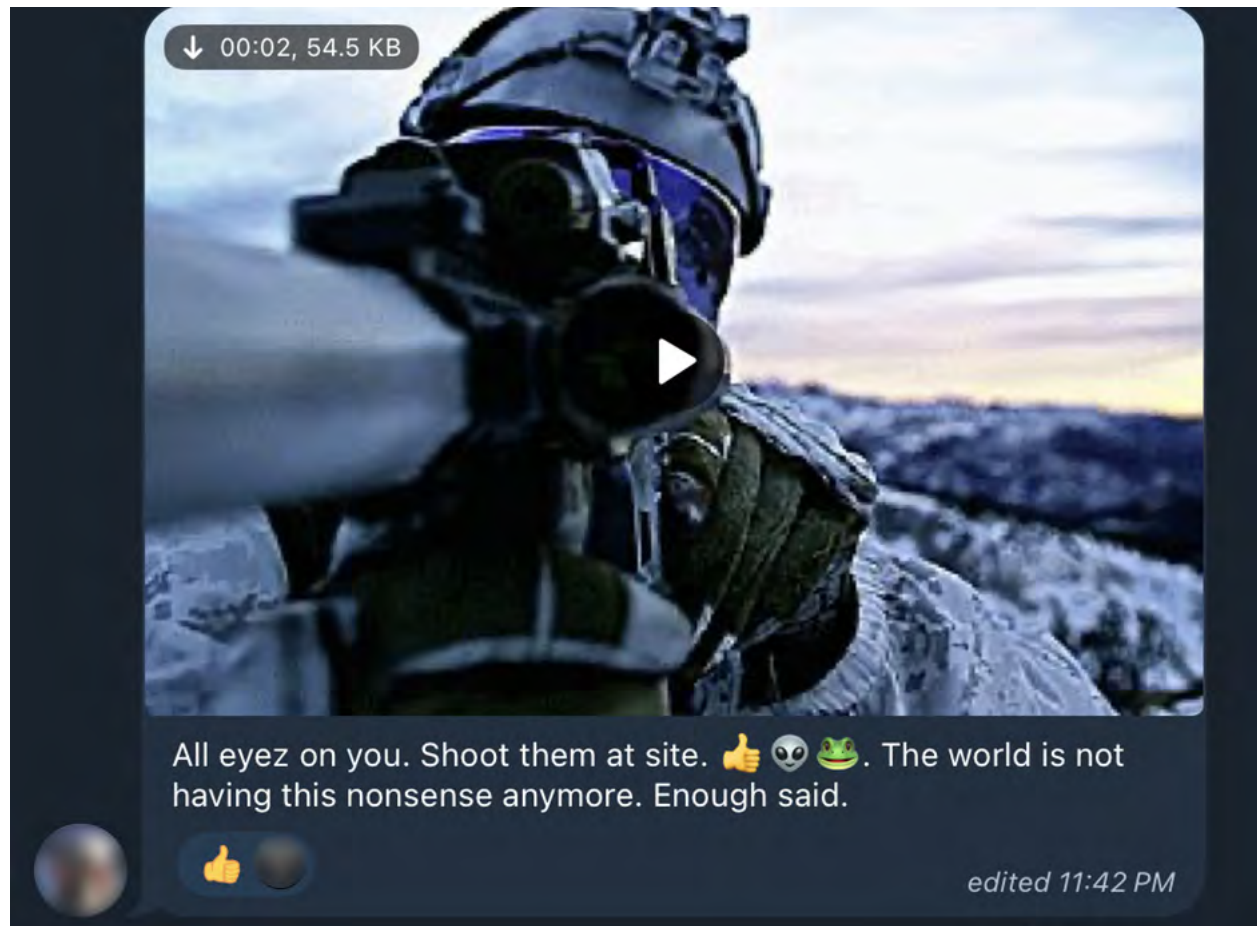 00:02, 54.5 KB
All eyez on you. Shoot them at site. 👍👽🐸. The world is not
having this nonsense anymore. Enough said.
👍
edited 11:42 PM